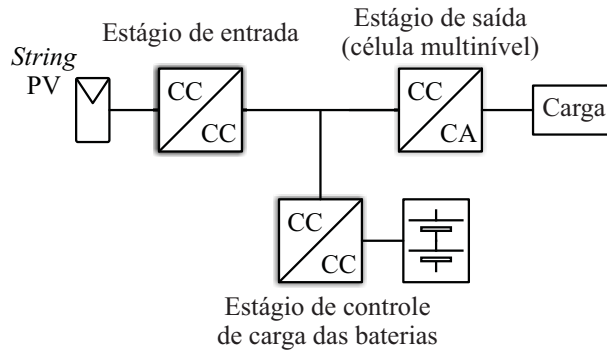 Estágio de entrada
Estágio de saída
(célula multinível)
String
PV
CC
CC
CC
CA
Carga
CC
CC
Estágio de controle
de carga das baterias